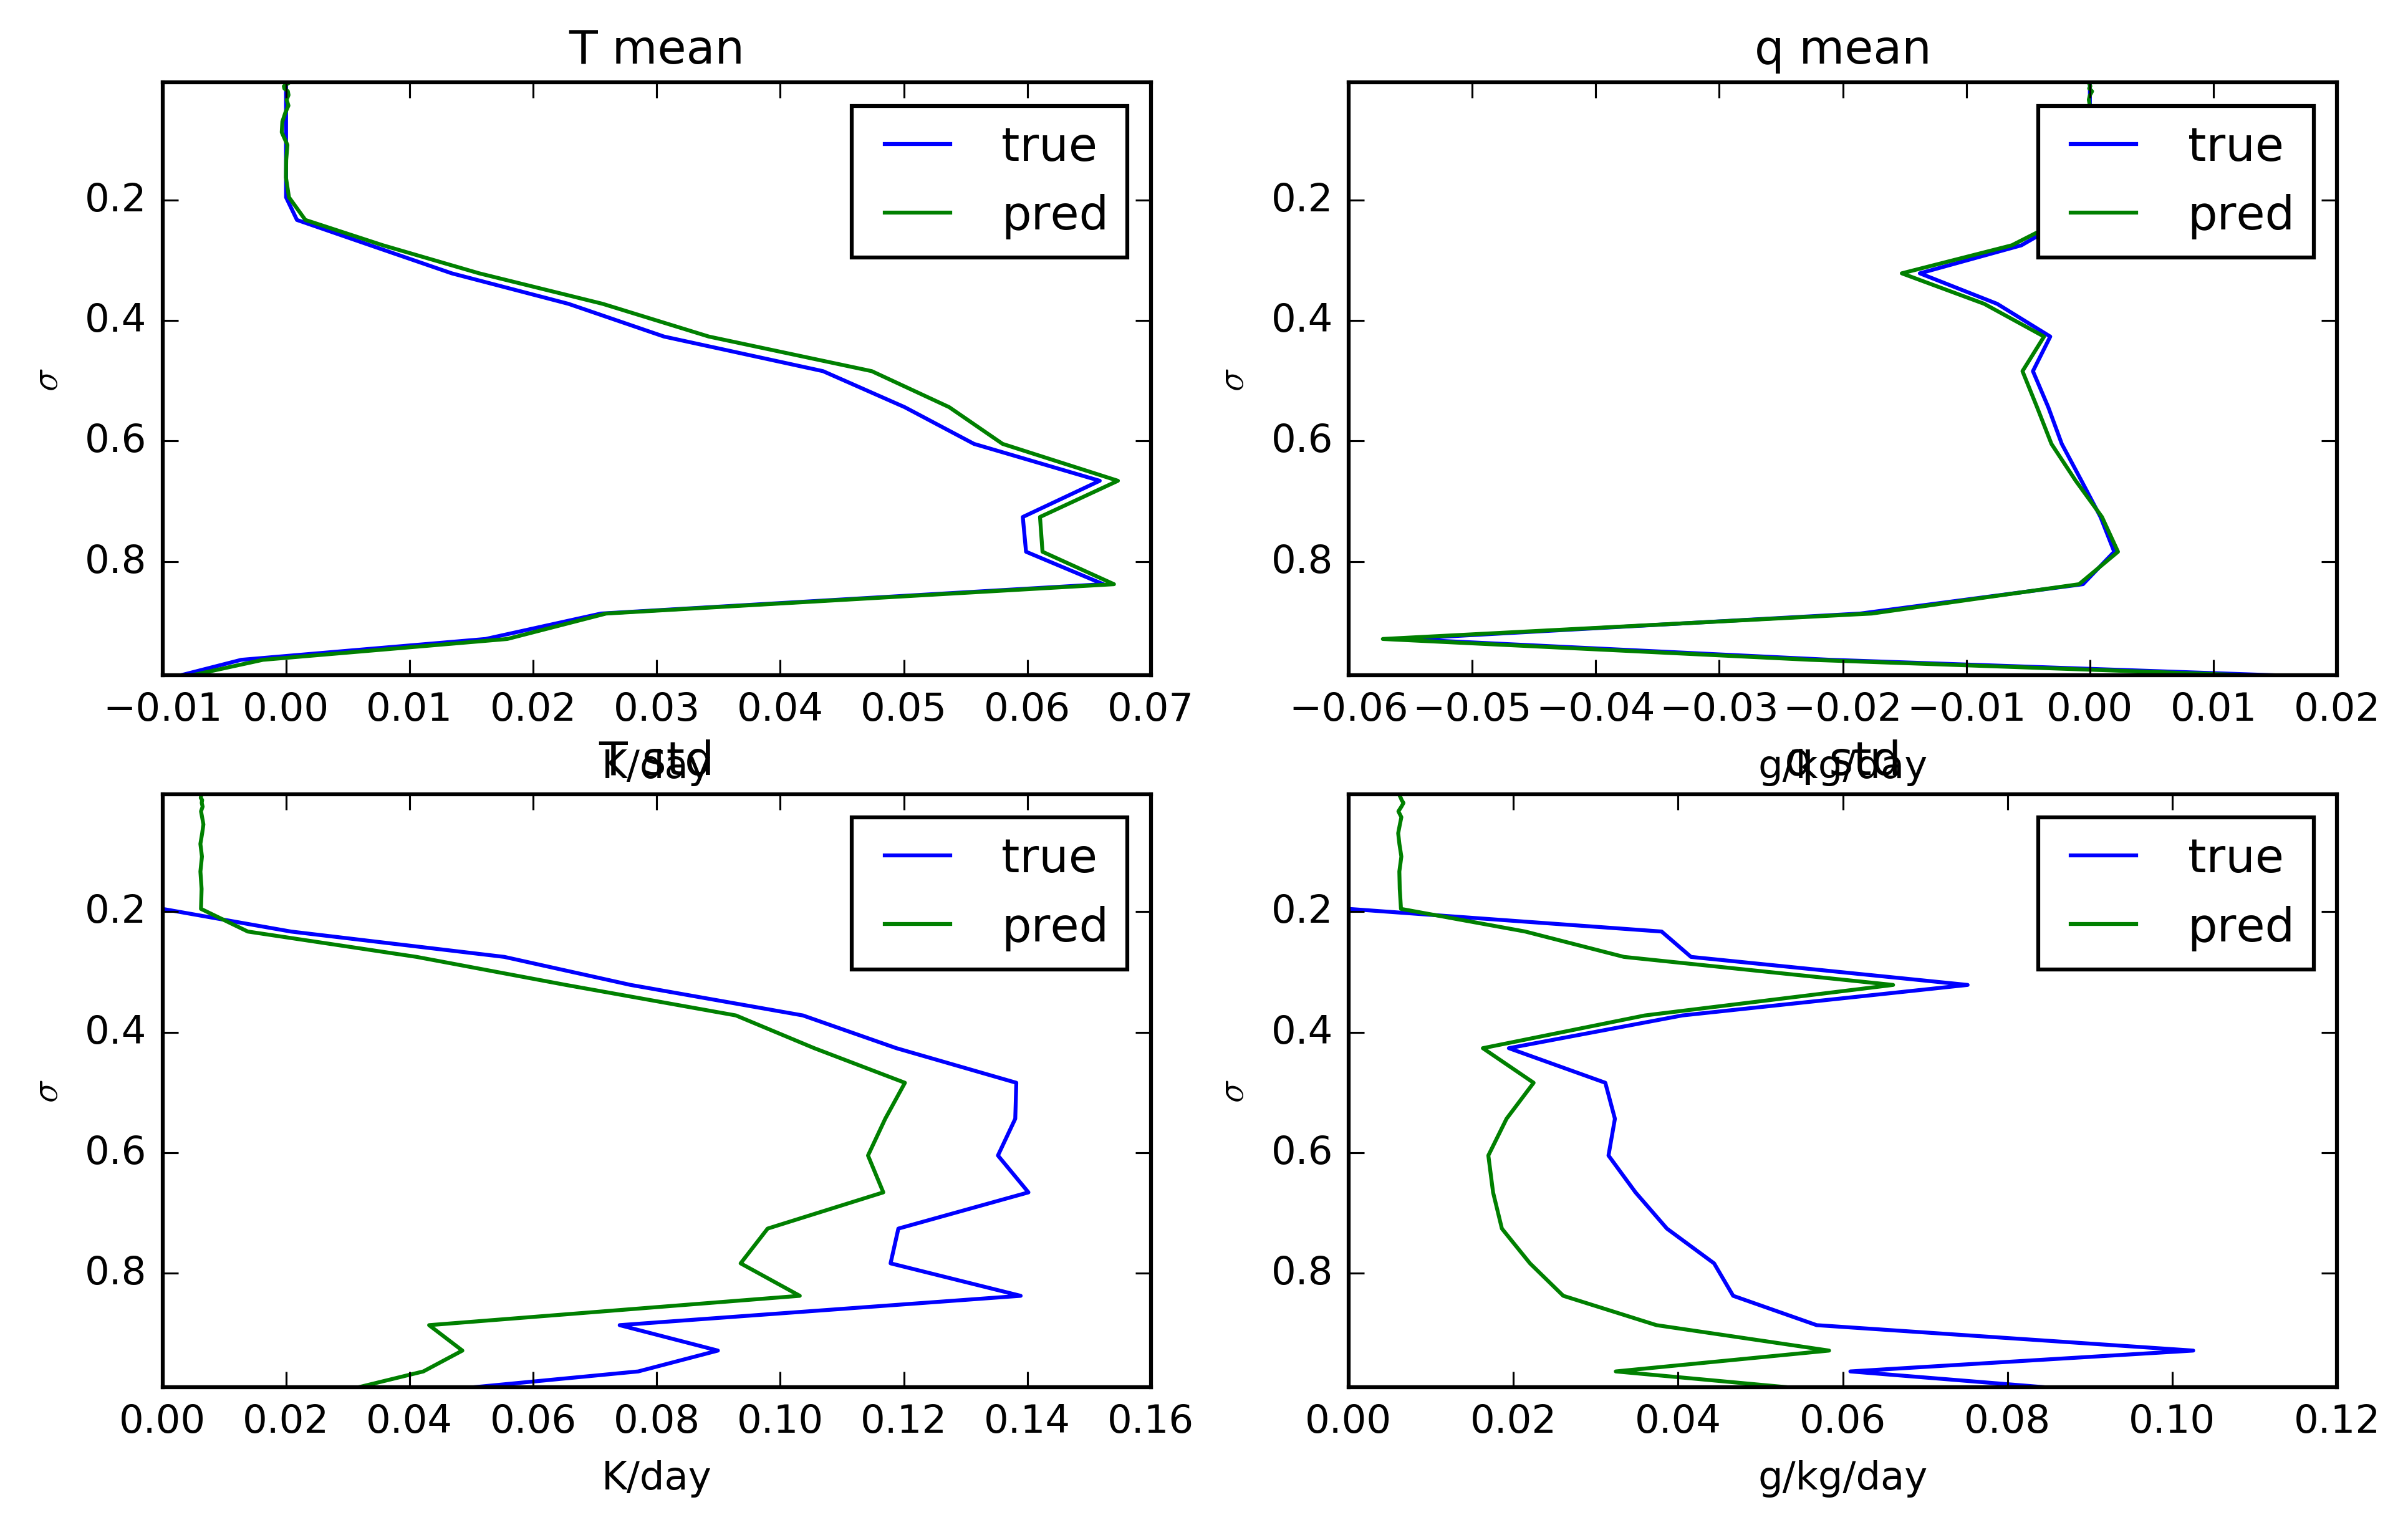 T mean
true
pred
0.2
0.4
0.6
0.8
σ
−0.01 0.00 0.01 0.02 0.03 0.04 0.05 0.06 0.07
K/day
q mean
true
pred
0.2
0.4
0.6
0.8
σ
−0.06 −0.05 −0.04 −0.03 −0.02 −0.01 0.00 0.01 0.02
g/kg/day
T std
true
pred
0.2
0.4
0.6
0.8
σ
0.00 0.02 0.04 0.06 0.08 0.10 0.12 0.14 0.16
K/day
q std
true
pred
0.2
0.4
0.6
0.8
σ
0.00 0.02 0.04 0.06 0.08 0.10 0.12
g/kg/day